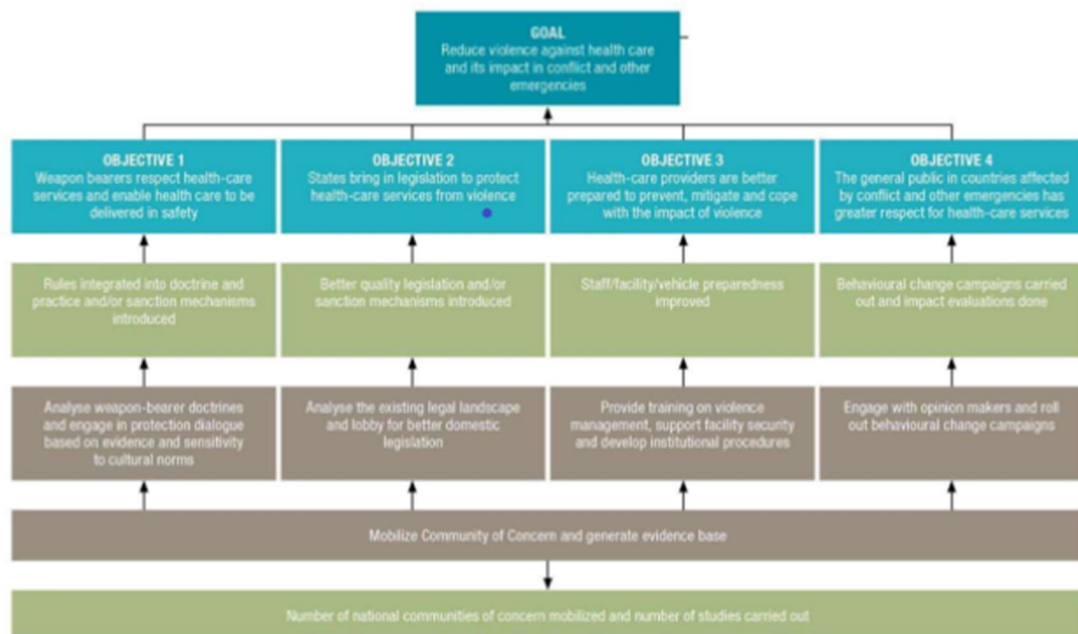 GOAL
Reduce violence against health care
and its impact in conflict and other
emergencies
OBJECTIVE 1
Weapon bearers respect health-care
services and enable health care to be
delivered in safety
OBJECTIVE 2
States bring in legislation to protect
health-care services from violence
OBJECTIVE 3
Health-care providers are better
prepared to prevent, mitigate and cope
with the impact of violence
OBJECTIVE 4
The general public in countries affected
by conflict and other emergencies has
greater respect for health-care services
Rules integrated into doctrine and
practice and/or sanction mechanisms
introduced
Better quality legislation and/or
sanction mechanisms introduced
Staff/facility/vehicle preparedness
improved
Behavioural change campaigns carried
out and impact evaluations done
Analyse weapon-bearer doctrines
and engage in protection dialogue
based on evidence and sensitivity
to cultural norms
Analyse the existing legal landscape
and lobby for better domestic
legislation
Provide training on violence
management, support facility security
and develop institutional procedures
Engage with opinion makers and roll
out behavioural change campaigns
Mobilize Community of Concern and generate evidence base
Number of national communities of concern mobilized and number of studies carried out